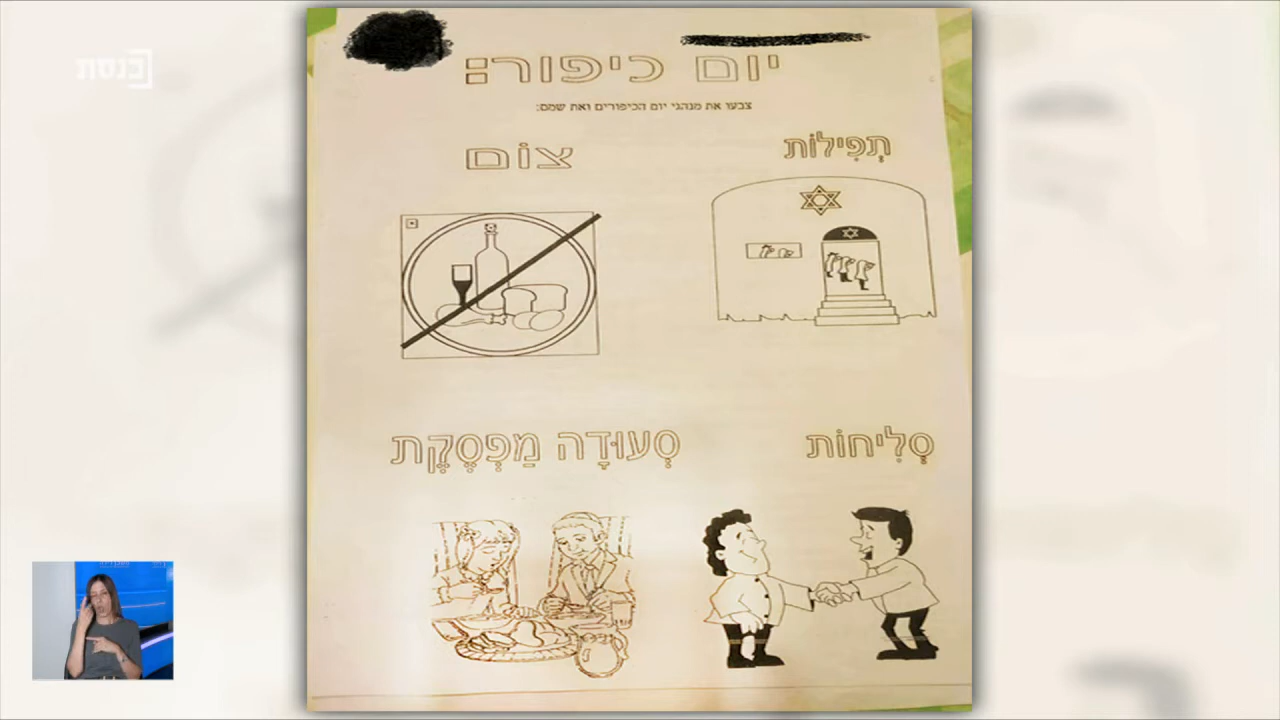 כנסת
יום כיפור:
צבעו את מנהגי יום הכיפורים ואת שמם:
תְפִילוֹת
צוֹם
סְלִיחוֹת
סְעוּדָה מַפְסֶקֶת